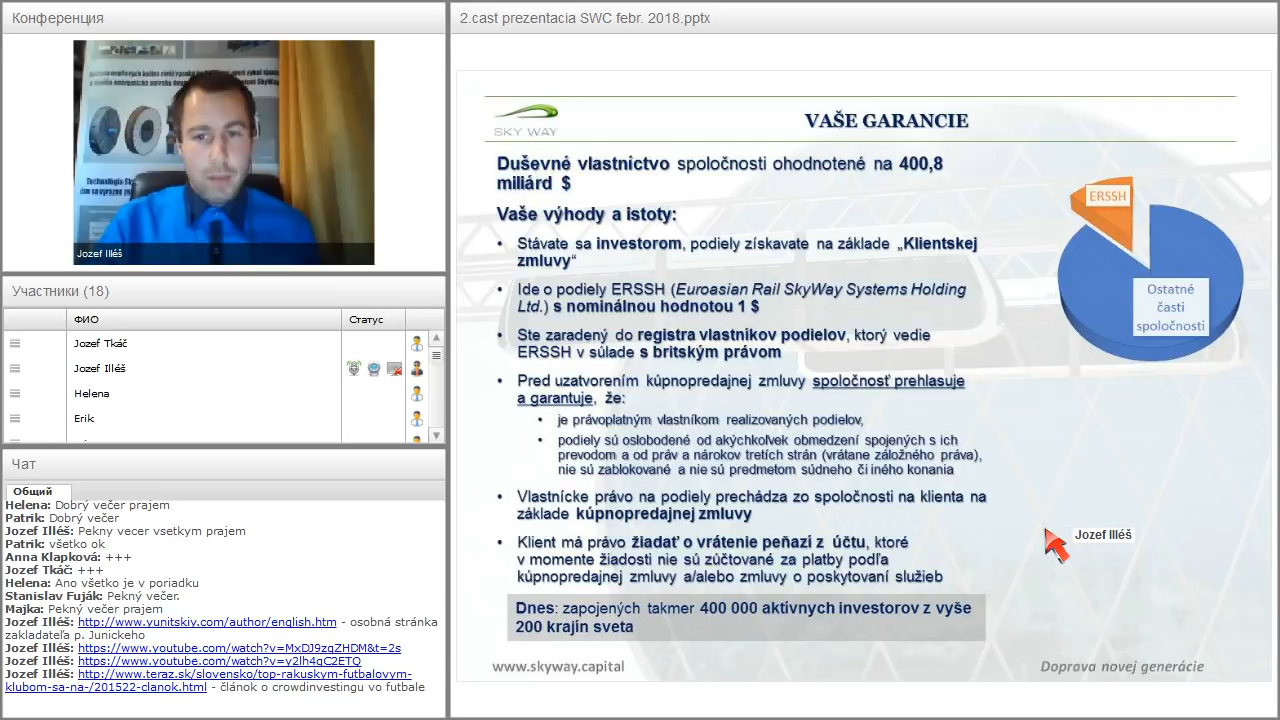 Конференция
Jozef Illéš
Участники (18)
ФИО
Статус
Jozef Tkáč
Jozef Illéš
Helena
Erik
Чат
Общий
Helena: Dobrý večer prajem
Patrik: Dobrý večer
Jozef Illéš: Pekny vecer vsetkym prajem
Patrik: všetko ok
Anna Klapková: +++
Jozef Tkáč: +++
Helena: Ano všetko je v poriadku
Stanislav Fuják: Pekný večer.
Majka: Pekný večer prajem
Jozef Illéš: http://www.yunitskiy.com/author/english.htm - osobná stránka
zakladateľa p. Junického
Jozef Illéš: https://www.youtube.com/watch?v=MxDJ9zqZHDM&t=2s
Jozef Illéš: https://www.youtube.com/watch?v=y2lh4gC2ETQ
Jozef Illéš: http://www.teraz.sk/slovensko/top-rakuskym-futbalovym-
klubom-sa-na-/201522-clanok.html - článok o crowdinvestingu vo futbale
2.cast prezentacia SWC febr. 2018.pptx
SKY WAY
VAŠE GARANCIE
Duševné vlastníctvo spoločnosti ohodnotené na 400,8
miliárd $
Vaše výhody a istoty:
• Stávate sa investorom, podiely získavate na základe „Klientskej
zmluvy“
• Ide o podiely ERSSH (Euroasian Rail SkyWay Systems Holding
Ltd.) s nominálnou hodnotou 1 $
• Ste zaradený do registra vlastníkov podielov, ktorý vedie
ERSSH v súlade s britským právom
• Pred uzatvorením kúpnopredajnej zmluvy spoločnosť prehlasuje
a garantuje, že:
• je právoplatným vlastníkom realizovaných podielov,
• podiely sú oslobodené od akýchkoľvek obmedzení spojených s ich
prevodom a od práv a nárokov tretích strán (vrátane záložného práva),
nie sú zablokované a nie sú predmetom súdneho či iného konania
• Vlastnícke právo na podiely prechádza zo spoločnosti na klienta na
základe kúpnopredajnej zmluvy
• Klient má právo žiadať o vrátenie peňazí z účtu, ktoré
v momente žiadosti nie sú zúčtované za platby podľa
kúpnopredajnej zmluvy a/alebo zmluvy o poskytovaní služieb
Dnes: zapojených takmer 400 000 aktívnych investorov z vyše
200 krajín sveta
ERSSH
Ostatné
časti
spoločnosti
Jozef Illéš
www.skyway.capital
Doprava novej generácie